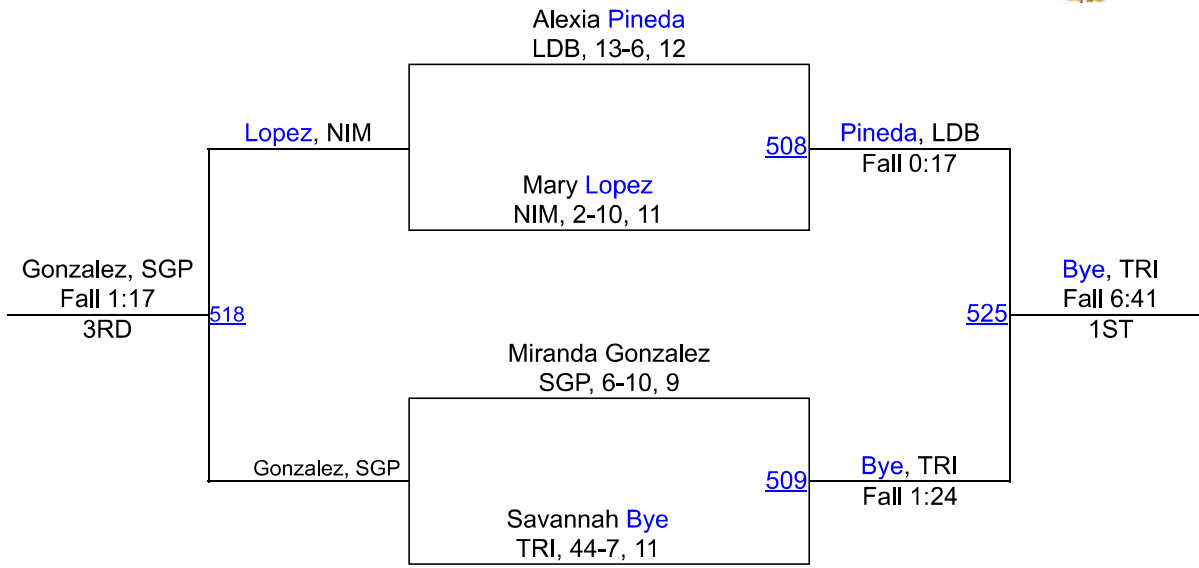 Alexia Pineda
LDB, 13-6, 12
Lopez, NIM
508
Pineda, LDB
Fall 0:17
Mary Lopez
NIM, 2-10, 11
Gonzalez, SGP
Fall 1:17
3RD
518
525
Bye, TRI
Fall 6:41
1ST
Miranda Gonzalez
SGP, 6-10, 9
Gonzalez, SGP
509
Bye, TRI
Fall 1:24
Savannah Bye
TRI, 44-7, 11